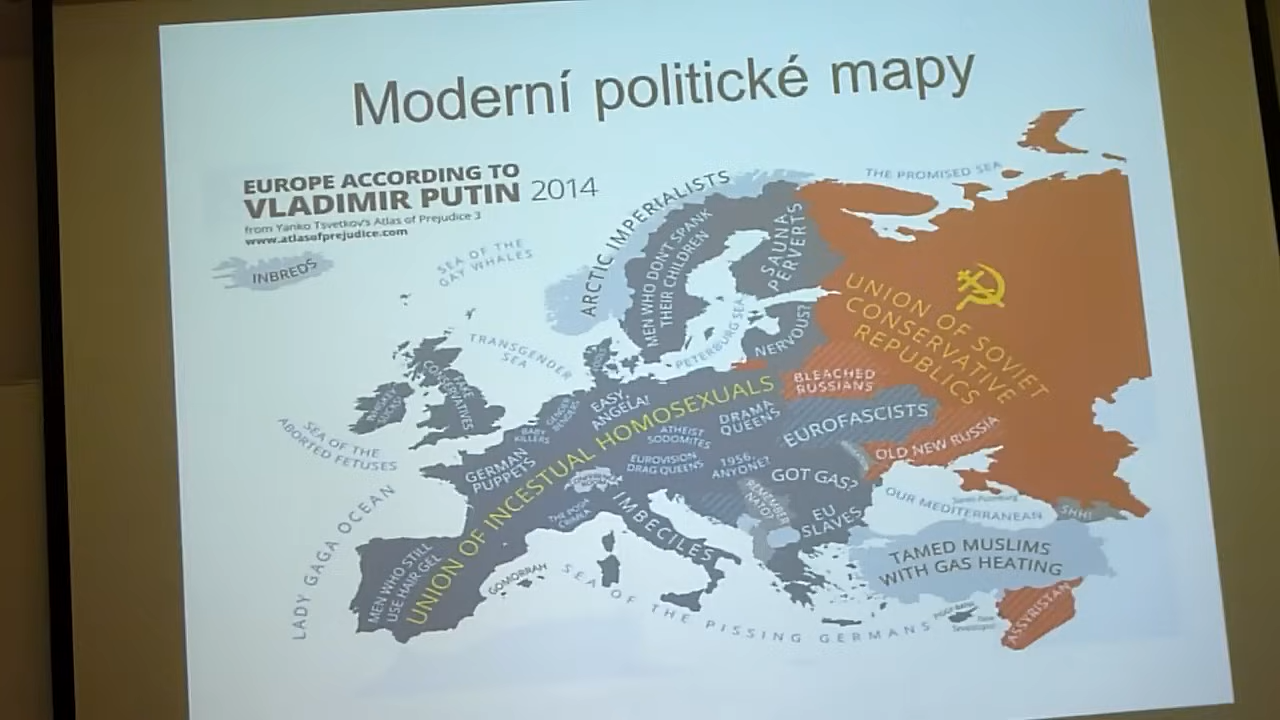 Moderní politické mapy
EUROPE ACCORDING TO
VLADIMIR PUTIN 2014
from Yanko Tsvetkov's Atlas of Prejudice 3
www.atlasofprejudice.com
THE PROMISED SEA
INBREDS
SEA OF THE
GAY WHALES
ARCTIC IMPERIALISTS
MEN WHO DON'T SPANK
THEIR CHILDREN
SAUNA
PERVERTS
UNION OF SOVIET
CONSERVATIVE
REPUBLICS
TRANSGENDER
SEA
PETERBURG SEA
NERVOUS?
BLEACHED
RUSSIANS
FAKE
CONSERVATIVES
EASY,
ANGELA!
BABY
KILLERS
DRAMA
QUEENS
ATHEIST
SODOMITES
EUROFASCISTS
OLD NEW RUSSIA
SEA OF THE
ABORTED FETUSES
GERMAN
PUPPETS
UNION OF INCESTUAL HOMOSEXUALS
EUROVISION
DRAG QUEENS
1956,
ANYONE?
GOT GAS?
REMEMBER
NATO?
EU
SLAVES
IMBECILES
OUR MEDITERRANEAN
SHH!
LADY GAGA OCEAN
MEN WHO STILL
USE HAIR GEL
GOMORRAH
TAMED MUSLIMS
WITH GAS HEATING
SEA OF THE PISSING GERMANS
ASSYRISTAN